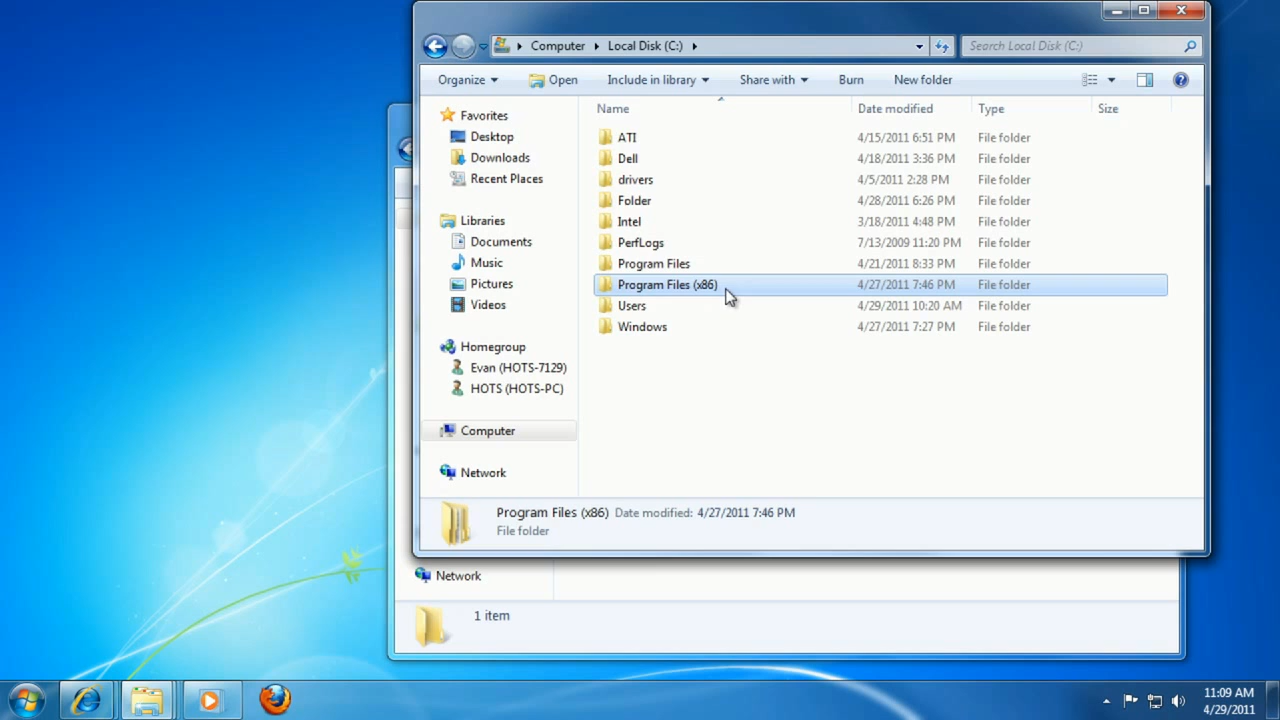 Computer Local Disk (C:) Search Local Disk (C:)
Organize Open Include in library Share with Burn New folder
Favorites
Desktop
Downloads
Recent Places
Libraries
Documents
Music
Pictures
Videos
Homegroup
Evan (HOTS-7129)
HOTS (HOTS-PC)
Computer
Network
Name Date modified Type Size
ATI 4/15/2011 6:51 PM File folder
Dell 4/18/2011 3:36 PM File folder
drivers 4/5/2011 2:28 PM File folder
Folder 4/28/2011 6:26 PM File folder
Intel 3/18/2011 4:48 PM File folder
PerfLogs 7/13/2009 11:20 PM File folder
Program Files 4/21/2011 8:33 PM File folder
Program Files (x86) 4/27/2011 7:46 PM File folder
Users 4/29/2011 10:20 AM File folder
Windows 4/27/2011 7:27 PM File folder
Program Files (x86) Date modified: 4/27/2011 7:46 PM
File folder
Network
1 item
11:09 AM
4/29/2011